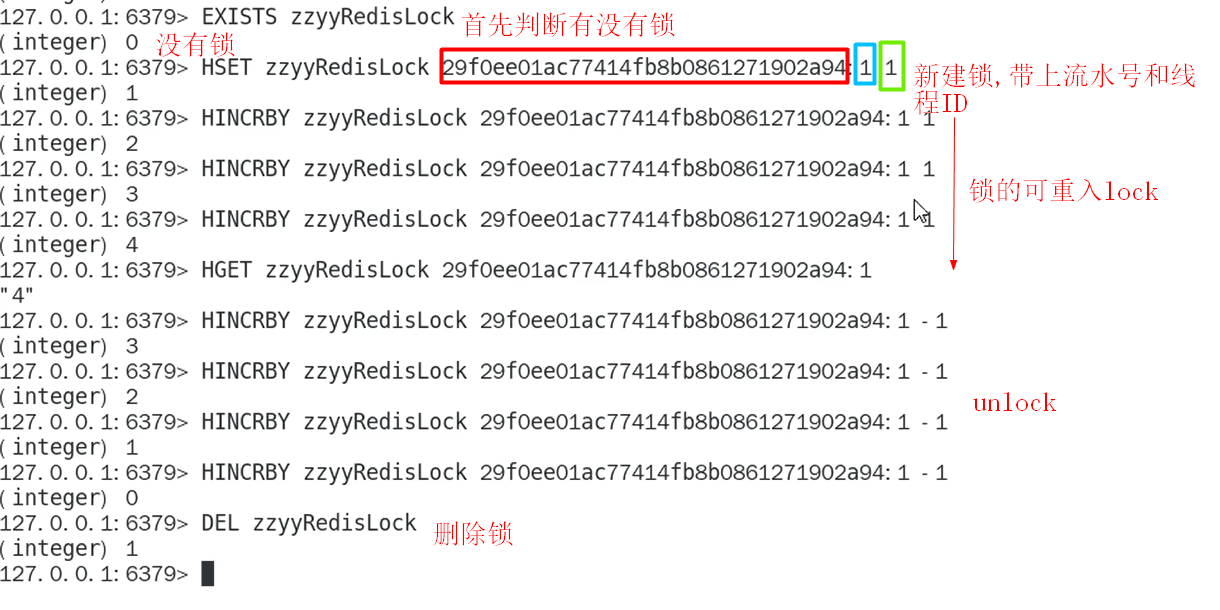 127.0.0.1:6379> EXISTS zzyyRedisLock 首先判断有没有锁
(integer) 0 没有锁
127.0.0.1:6379> HSET zzyyRedisLock 29f0ee01ac77414fb8b0861271902a94:1 1 新建锁,带上流水号和线
程ID
(integer) 1
127.0.0.1:6379> HINCRBY zzyyRedisLock 29f0ee01ac77414fb8b0861271902a94:1 1
(integer) 2
127.0.0.1:6379> HINCRBY zzyyRedisLock 29f0ee01ac77414fb8b0861271902a94:1 1
(integer) 3 锁的可重入lock
127.0.0.1:6379> HINCRBY zzyyRedisLock 29f0ee01ac77414fb8b0861271902a94:1 1
(integer) 4
127.0.0.1:6379> HGET zzyyRedisLock 29f0ee01ac77414fb8b0861271902a94:1
"4"
127.0.0.1:6379> HINCRBY zzyyRedisLock 29f0ee01ac77414fb8b0861271902a94:1 -1
(integer) 3
127.0.0.1:6379> HINCRBY zzyyRedisLock 29f0ee01ac77414fb8b0861271902a94:1 -1
(integer) 2 unlock
127.0.0.1:6379> HINCRBY zzyyRedisLock 29f0ee01ac77414fb8b0861271902a94:1 -1
(integer) 1
127.0.0.1:6379> HINCRBY zzyyRedisLock 29f0ee01ac77414fb8b0861271902a94:1 -1
(integer) 0
127.0.0.1:6379> DEL zzyyRedisLock 删除锁
(integer) 1
127.0.0.1:6379>